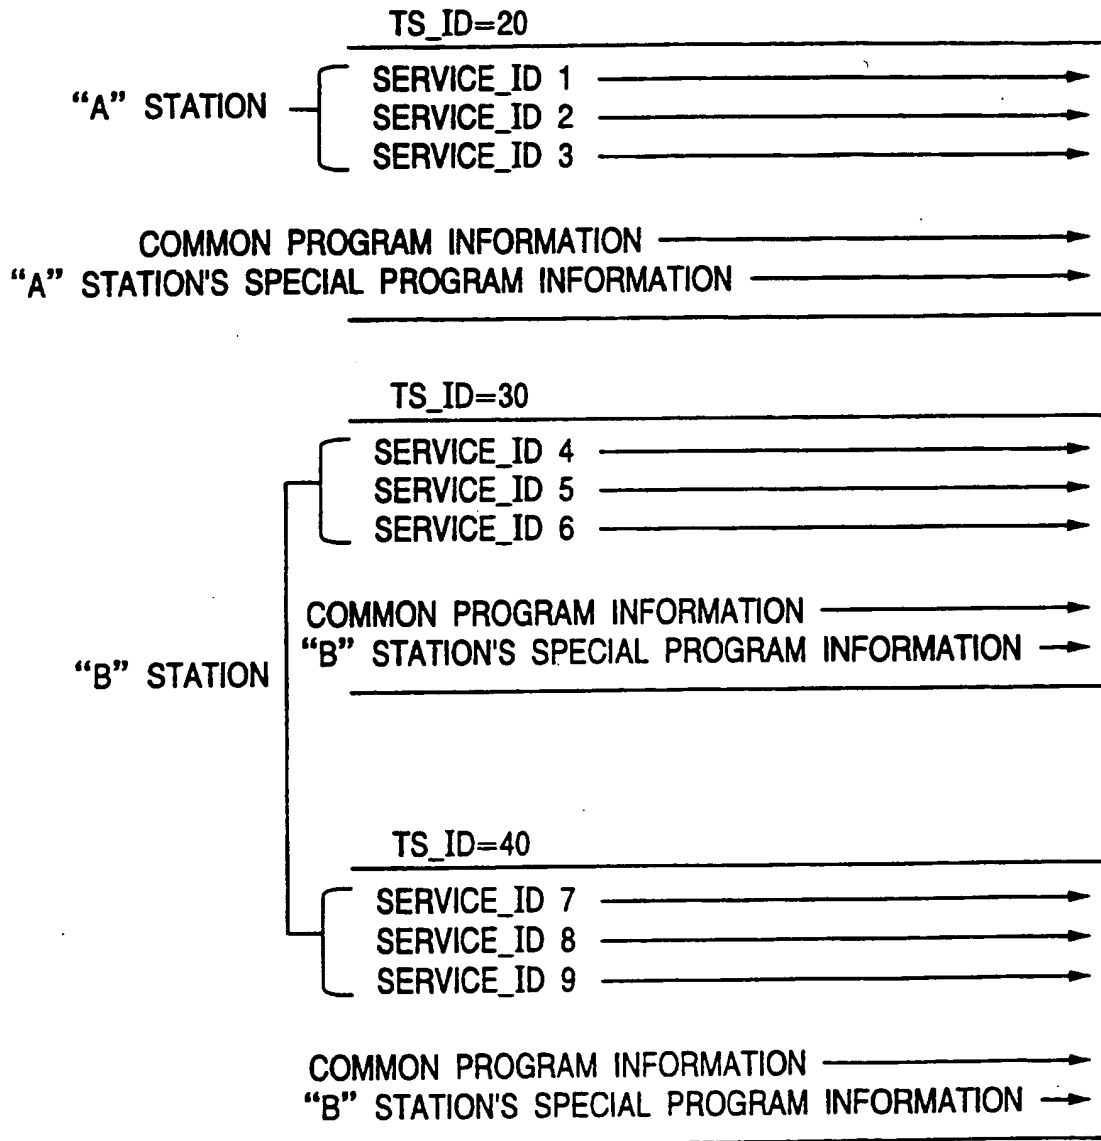 TS_ID=20
SERVICE_ID 1
"A" STATION
SERVICE_ID 2
SERVICE_ID 3
COMMON PROGRAM INFORMATION
"A" STATION'S SPECIAL PROGRAM INFORMATION
TS_ID=30
SERVICE_ID 4
SERVICE_ID 5
SERVICE_ID 6
COMMON PROGRAM INFORMATION
"B" STATION'S SPECIAL PROGRAM INFORMATION
"B" STATION
TS_ID=40
SERVICE_ID 7
SERVICE_ID 8
SERVICE_ID 9
COMMON PROGRAM INFORMATION
"B" STATION'S SPECIAL PROGRAM INFORMATION